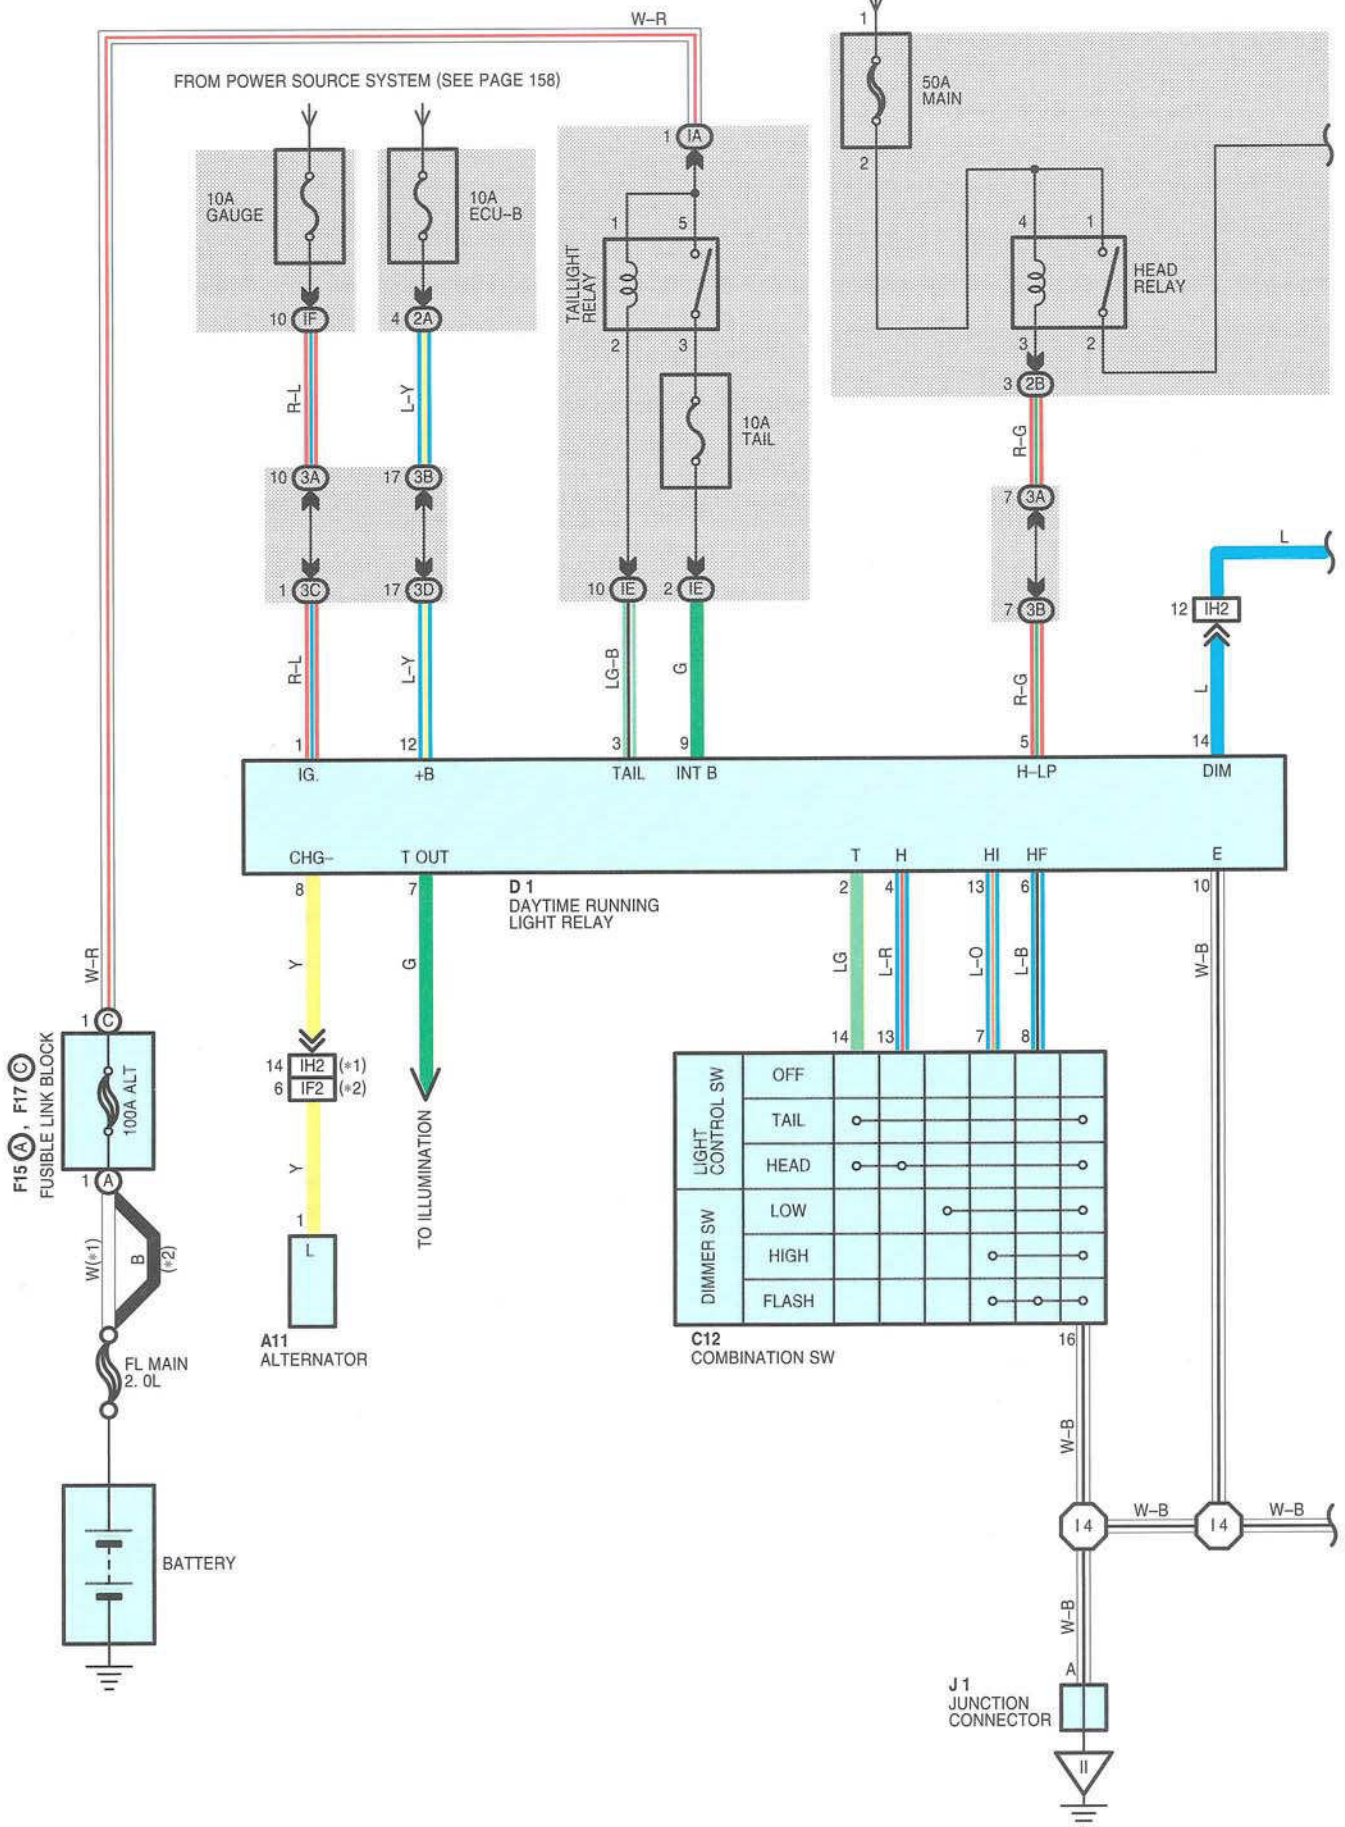 W-R
1
FROM POWER SOURCE SYSTEM (SEE PAGE 158)
50A
MAIN
2
1 IA
10A
GAUGE
10A
ECU-B
1 5
TAILLIGHT
RELAY
2 3
4 1
HEAD
RELAY
3 2
10 IF
4 2A
3 2B
R-L
L-Y
10A
TAIL
R-G
10 3A
17 3B
7 3A
L
1 3C
17 3D
10 IE
2 IE
7 3B
12 IH2
R-L
L-Y
LG-B
G
R-G
L
1 12 3 9 5 14
IG. +B TAIL INT B H-LP DIM
CHG- T OUT T H HI HF E
8 7 2 4 13 6 10
D 1
DAYTIME RUNNING
LIGHT RELAY
W-R
Y
G
LG
L-R
L-O
L-B
W-B
1 C
14 13 7 8
F15 A, F17 C
FUSIBLE LINK BLOCK
100A ALT
14 IH2 (*1)
6 IF2 (*2)
TO ILLUMINATION
LIGHT
CONTROL SW
OFF
TAIL
HEAD
DIMMER SW
LOW
HIGH
FLASH
1 A
Y
W(*1)
B
(*2)
1
L
A11
ALTERNATOR
C12
COMBINATION SW
16
FL MAIN
2. 0L
W-B
I 4
W-B
I 4
W-B
BATTERY
W-B
A
J 1
JUNCTION
CONNECTOR
II